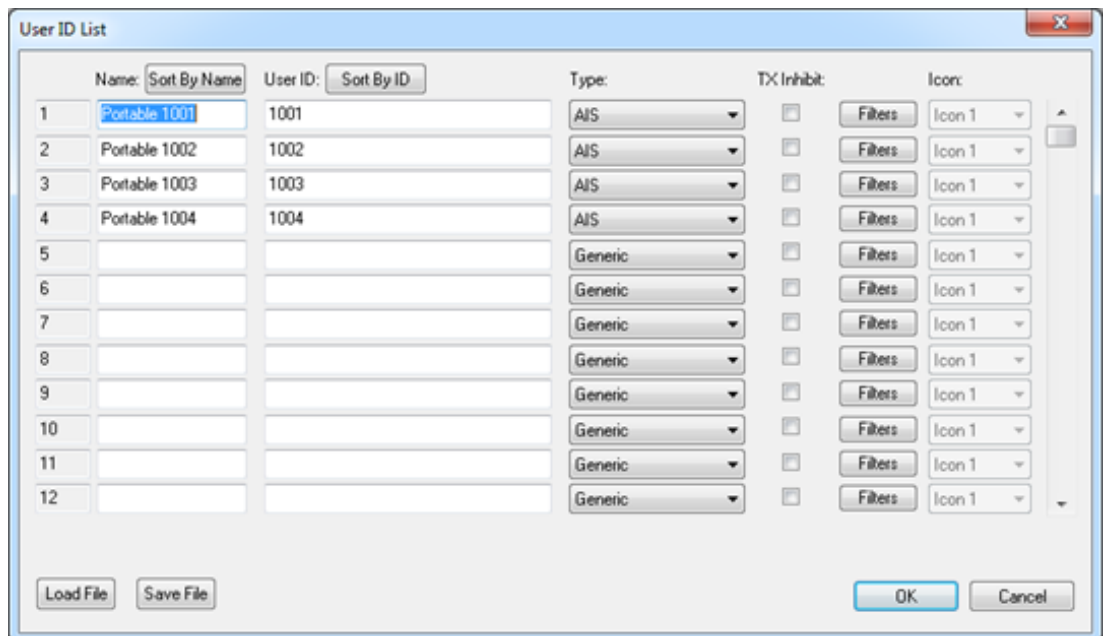 User ID List
Name: Sort By Name User ID: Sort By ID Type: TX Inhibit: Icon:
1 Portable 1001 1001 AIS Filters Icon 1
2 Portable 1002 1002 AIS Filters Icon 1
3 Portable 1003 1003 AIS Filters Icon 1
4 Portable 1004 1004 AIS Filters Icon 1
5 Generic Filters Icon 1
6 Generic Filters Icon 1
7 Generic Filters Icon 1
8 Generic Filters Icon 1
9 Generic Filters Icon 1
10 Generic Filters Icon 1
11 Generic Filters Icon 1
12 Generic Filters Icon 1
Load File Save File OK Cancel